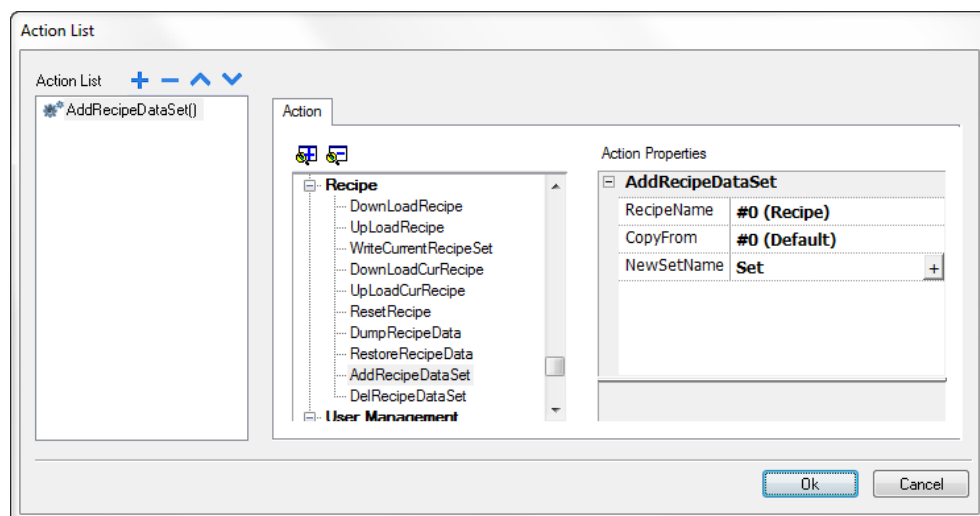 Action List
Action List
AddRecipeDataSet()
Action
Recipe
DownLoadRecipe
UpLoadRecipe
WriteCurrentRecipeSet
DownLoadCurRecipe
UpLoadCurRecipe
ResetRecipe
DumpRecipeData
RestoreRecipeData
AddRecipeDataSet
DelRecipeDataSet
User Management
Action Properties
AddRecipeDataSet
RecipeName #0 (Recipe)
CopyFrom #0 (Default)
NewSetName Set +
Ok Cancel